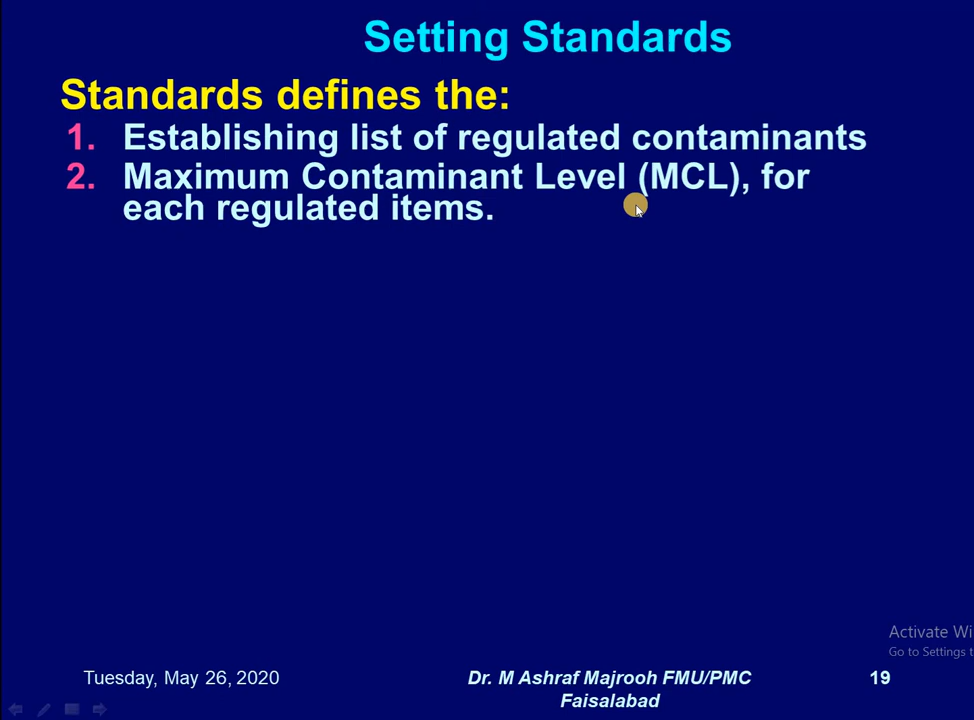 Setting Standards
Standards defines the:
1. Establishing list of regulated contaminants
2. Maximum Contaminant Level (MCL), for
each regulated items.
Activate Wi
Go to Settings t
Tuesday, May 26, 2020
Dr. M Ashraf Majrooh FMU/PMC
Faisalabad
19